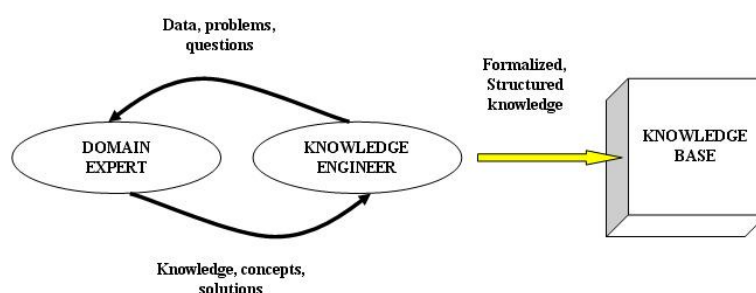 Data, problems,
questions
Formalized,
Structured
knowledge
DOMAIN
EXPERT
KNOWLEDGE
ENGINEER
KNOWLEDGE
BASE
Knowledge, concepts,
solutions